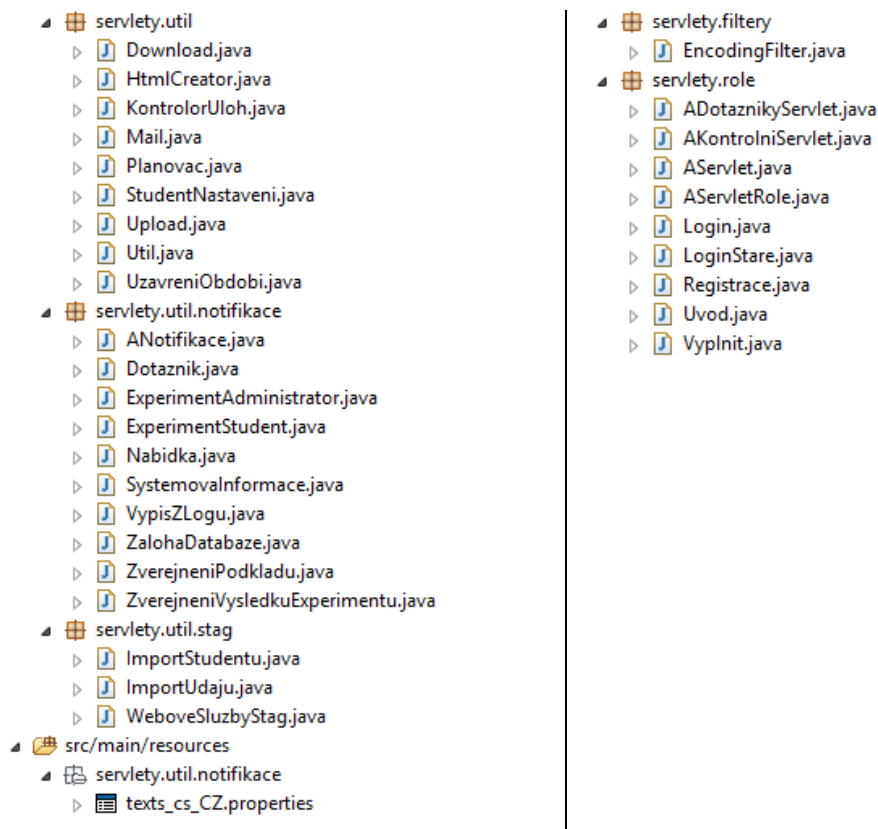 servlety.util
Download.java
HtmlCreator.java
KontrolorUloh.java
Mail.java
Planovac.java
StudentNastaveni.java
Upload.java
Util.java
UzavreniObdobi.java
servlety.util.notifikace
ANotifikace.java
Dotaznik.java
ExperimentAdministrator.java
ExperimentStudent.java
Nabidka.java
SystemovaInformace.java
VypisZLogu.java
ZalohaDatabaze.java
ZverejneniPodkladu.java
ZverejneniVysledkuExperimentu.java
servlety.util.stag
ImportStudentu.java
ImportUdaju.java
WeboveSluzbyStag.java
src/main/resources
servlety.util.notifikace
texts_cs_CZ.properties
servlety.filtery
EncodingFilter.java
servlety.role
ADotaznikyServlet.java
AKontrolniServlet.java
AServlet.java
AServletRole.java
Login.java
LoginStare.java
Registrace.java
Uvod.java
VyplInit.java